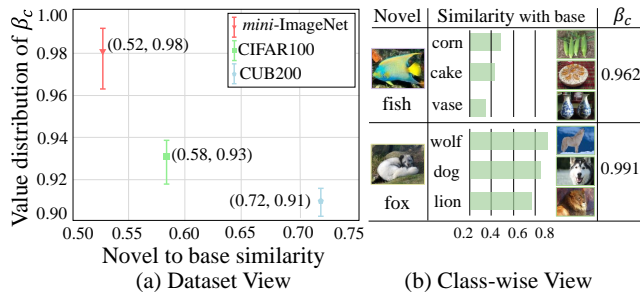 Value distribution of β_c
1.00
0.98
0.96
0.94
0.92
0.90
(0.52, 0.98)
(0.58, 0.93)
(0.72, 0.91)
mini-ImageNet
CIFAR100
CUB200
0.50 0.60 0.65 0.70 0.75
Novel to base similarity
(a) Dataset View
Novel Similarity with base β_c
corn
cake
vase
fish
0.962
wolf
dog
lion
fox
0.991
0.2 0.4 0.6 0.8
(b) Class-wise View